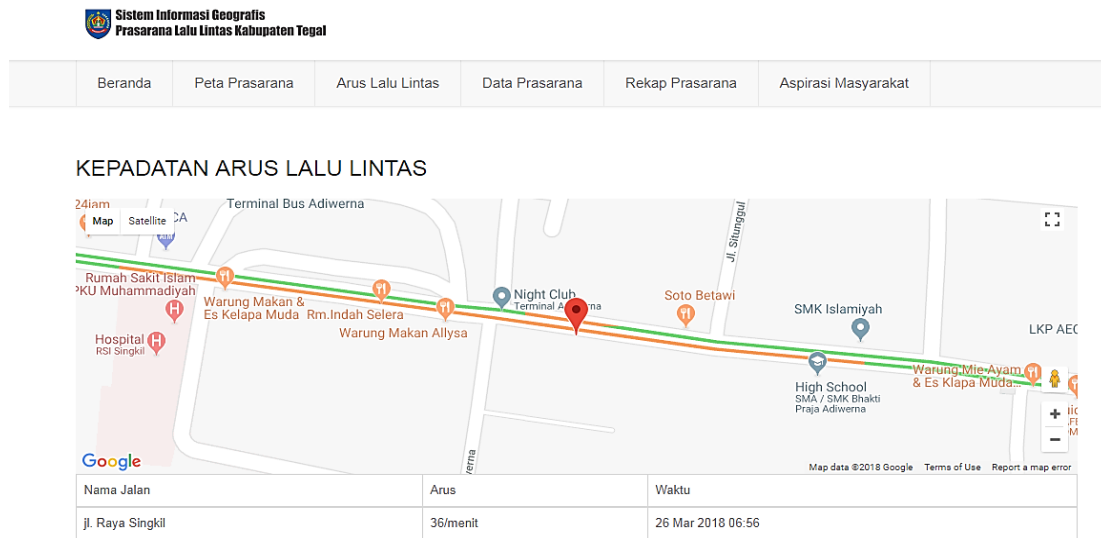 Sistem Informasi Geografis
Prasarana Lalu Lintas Kabupaten Tegal
Beranda
Peta Prasarana
Arus Lalu Lintas
Data Prasarana
Rekap Prasarana
Aspirasi Masyarakat
KEPADATAN ARUS LALU LINTAS
24jam
Terminal Bus Adiwerna
Map
Satellite
CA
Jl. Situnggul
Rumah Sakit Islam
PKU Muhammadiyah
Warung Makan &
Es Kelapa Muda
Rm.Indah Selera
Warung Makan Allysa
Night Club
Terminal
Soto Betawi
SMK Islamiyah
LKP AEC
Hospital
RSI Singkil
High School
SMA / SMK Bhakti
Praja Adiwerna
Warung Mie Ayam
& Es Klapa Muda...
+
−
Google
Map data ©2018 Google
Terms of Use
Report a map error
Nama Jalan
Arus
Waktu
jl. Raya Singkil
36/menit
26 Mar 2018 06:56